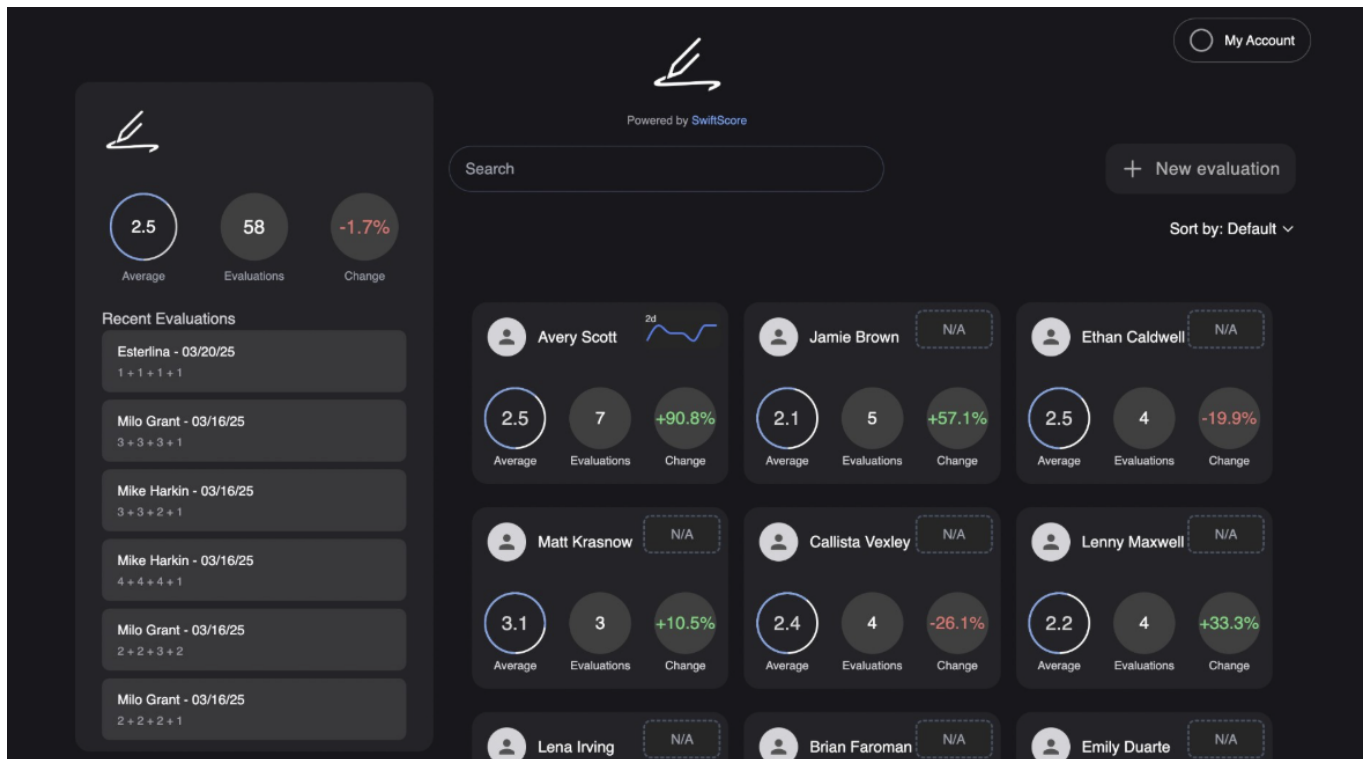 My Account
Powered by SwiftScore
Search
+ New evaluation
Sort by: Default
2.5 58 -1.7%
Average Evaluations Change
Recent Evaluations
Esterlina - 03/20/25
1 + 1 + 1 + 1
Milo Grant - 03/16/25
3 + 3 + 3 + 1
Mike Harkin - 03/16/25
3 + 3 + 2 + 1
Mike Harkin - 03/16/25
4 + 4 + 4 + 1
Milo Grant - 03/16/25
2 + 2 + 3 + 2
Milo Grant - 03/16/25
2 + 2 + 2 + 1
Avery Scott 2d
2.5 7 +90.8%
Average Evaluations Change
Jamie Brown N/A
2.1 5 +57.1%
Average Evaluations Change
Ethan Caldwell N/A
2.5 4 -19.9%
Average Evaluations Change
Matt Krasnow N/A
3.1 3 +10.5%
Average Evaluations Change
Callista Vexley N/A
2.4 4 -26.1%
Average Evaluations Change
Lenny Maxwell N/A
2.2 4 +33.3%
Average Evaluations Change
Lena Irving N/A
Brian Faroman N/A
Emily Duarte N/A